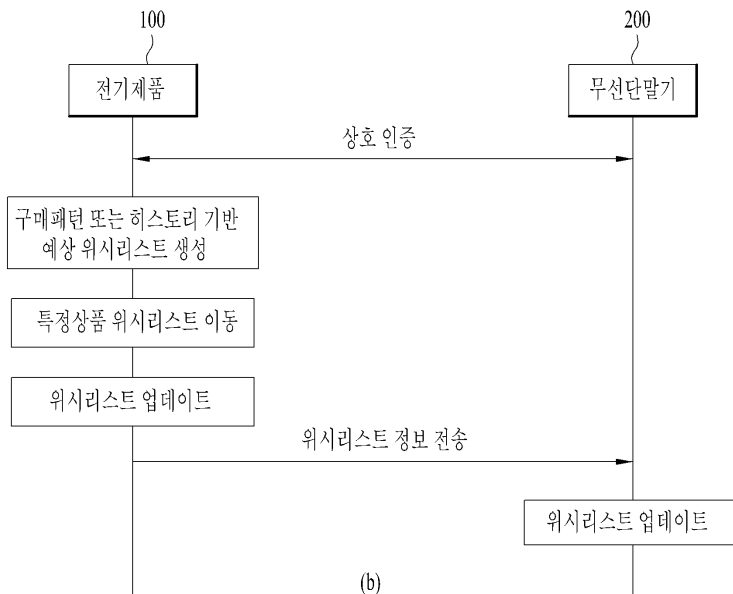 100
200
전기제품
무선단말기
상호 인증
구매패턴 또는 히스토리 기반
예상 위시리스트 생성
특정상품 위시리스트 이동
위시리스트 업데이트
위시리스트 정보 전송
위시리스트 업데이트
(b)